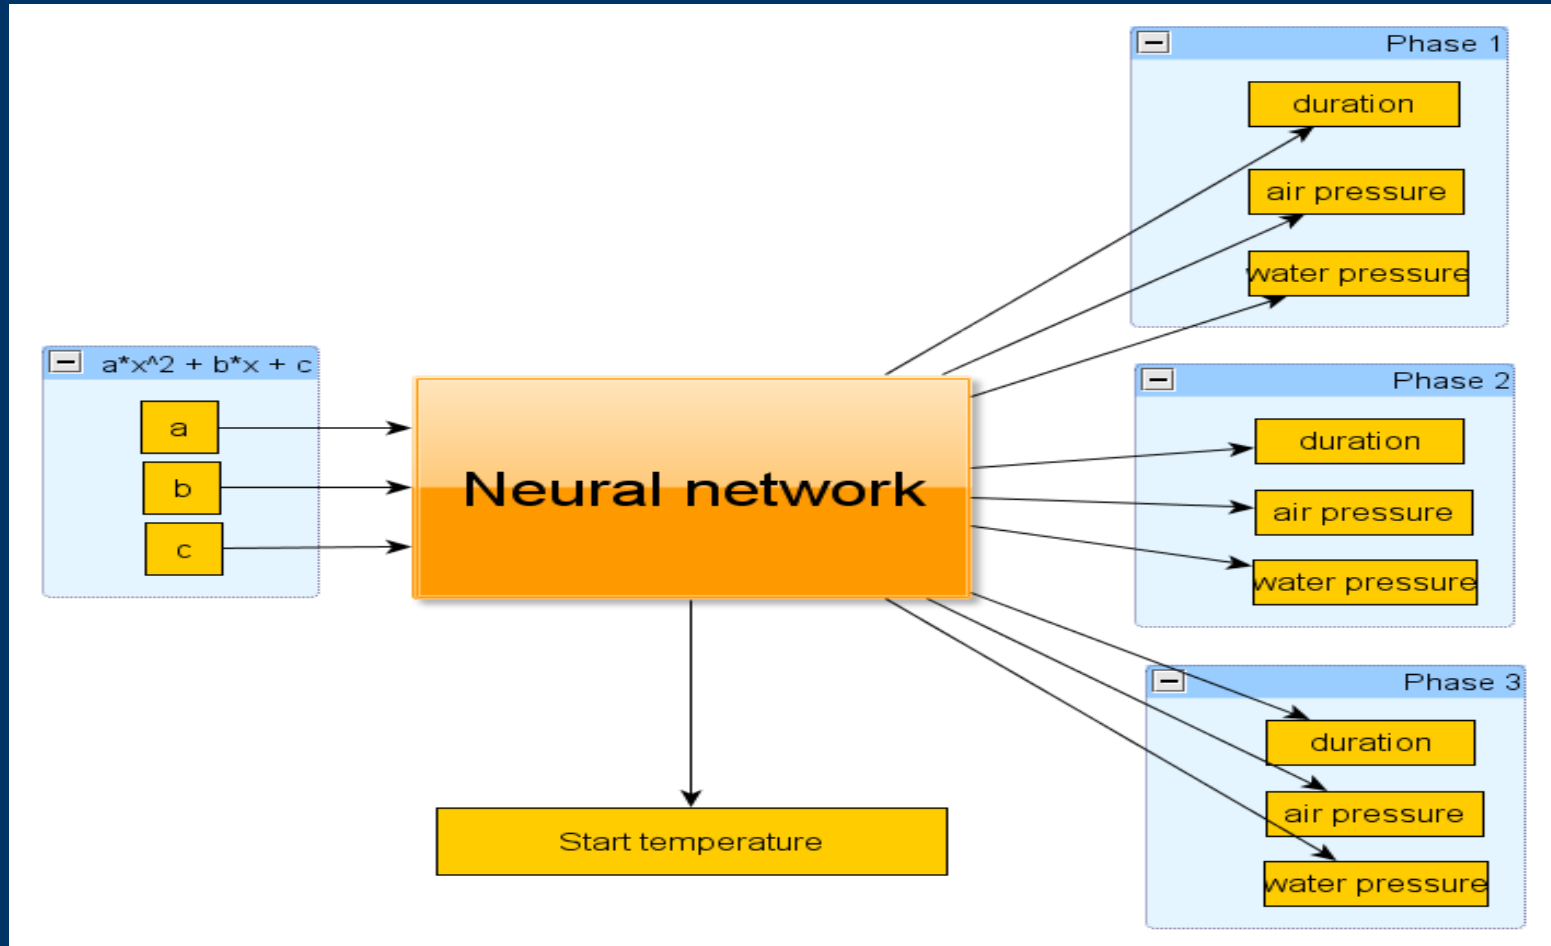 Phase 1
duration
air pressure
water pressure
a*x^2 + b*x + c
a
b
c
Neural network
Phase 2
duration
air pressure
water pressure
Phase 3
duration
air pressure
water pressure
Start temperature